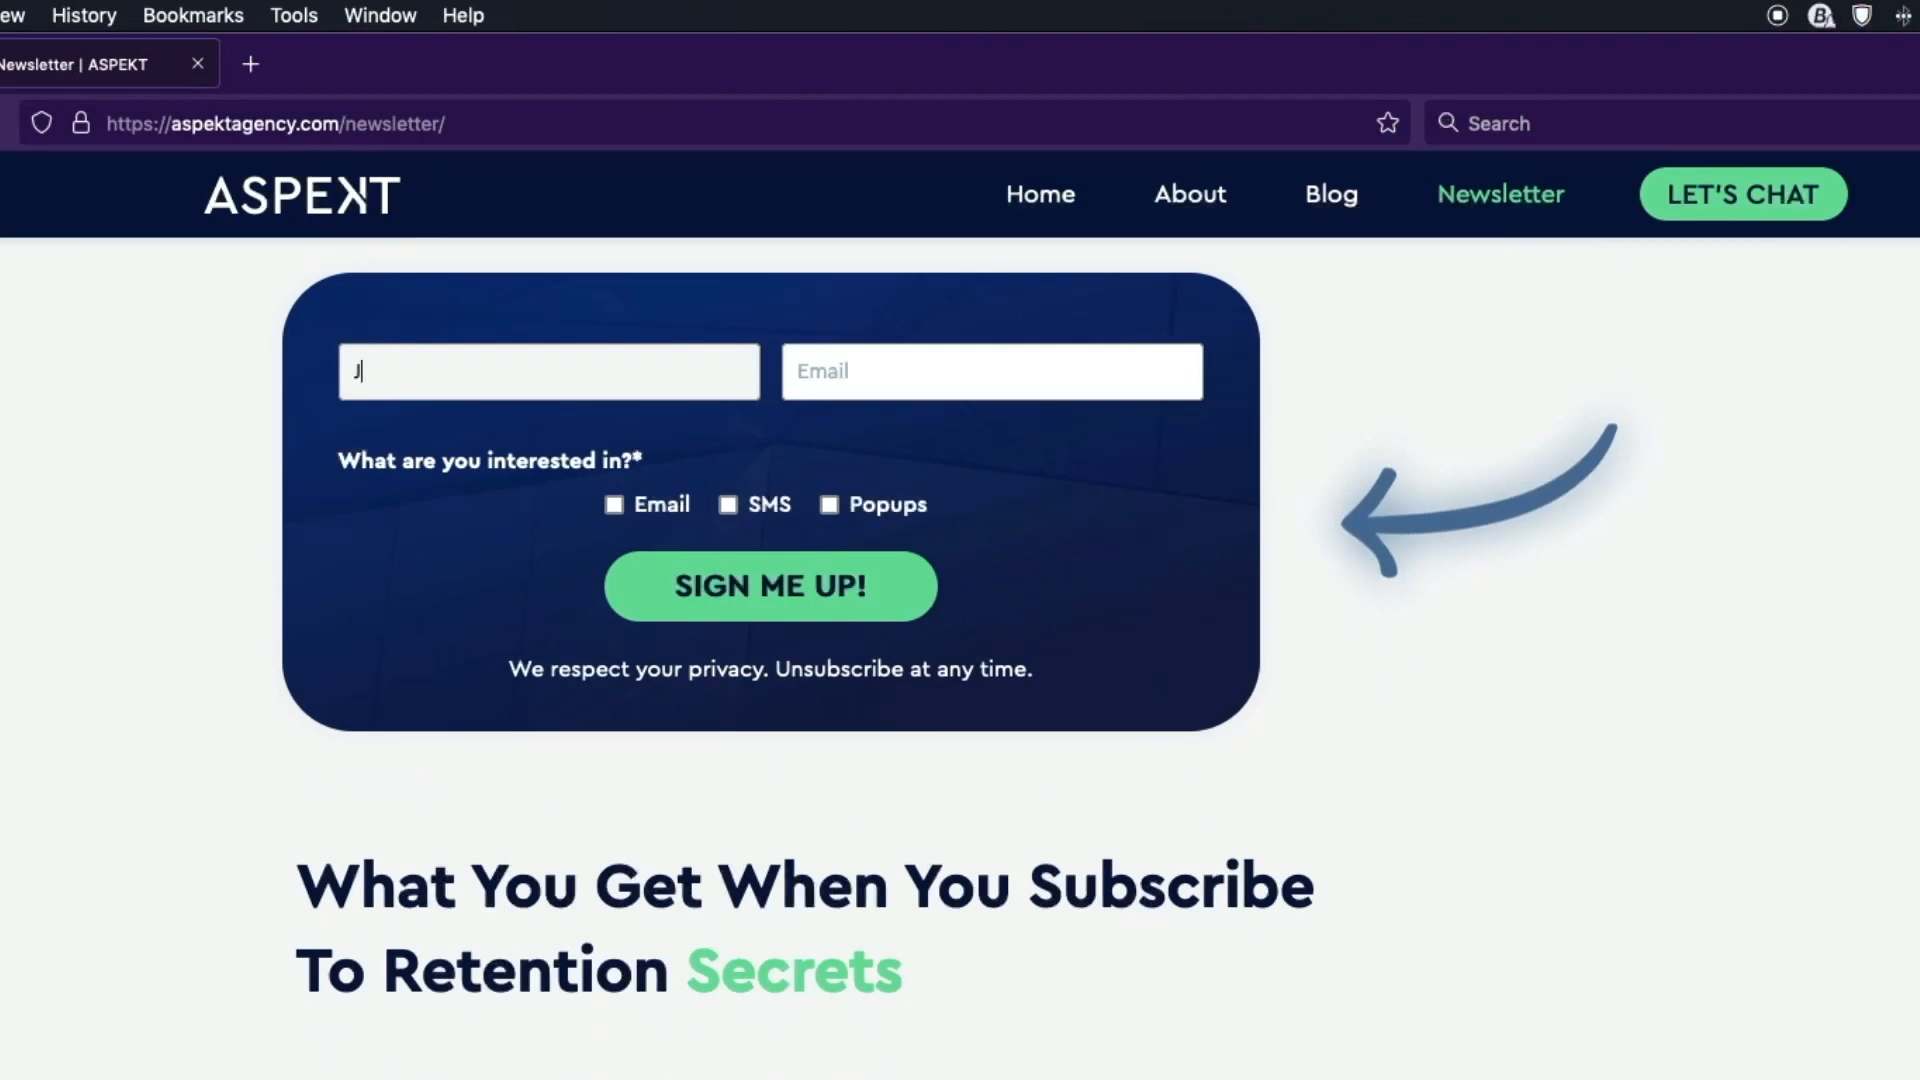 ew History Bookmarks Tools Window Help
Newsletter | ASPEKT
https://aspektagency.com/newsletter/
Search
ASPEKT
Home About Blog Newsletter LET'S CHAT
J
Email
What are you interested in?*
Email SMS Popups
SIGN ME UP!
We respect your privacy. Unsubscribe at any time.
What You Get When You Subscribe
To Retention Secrets